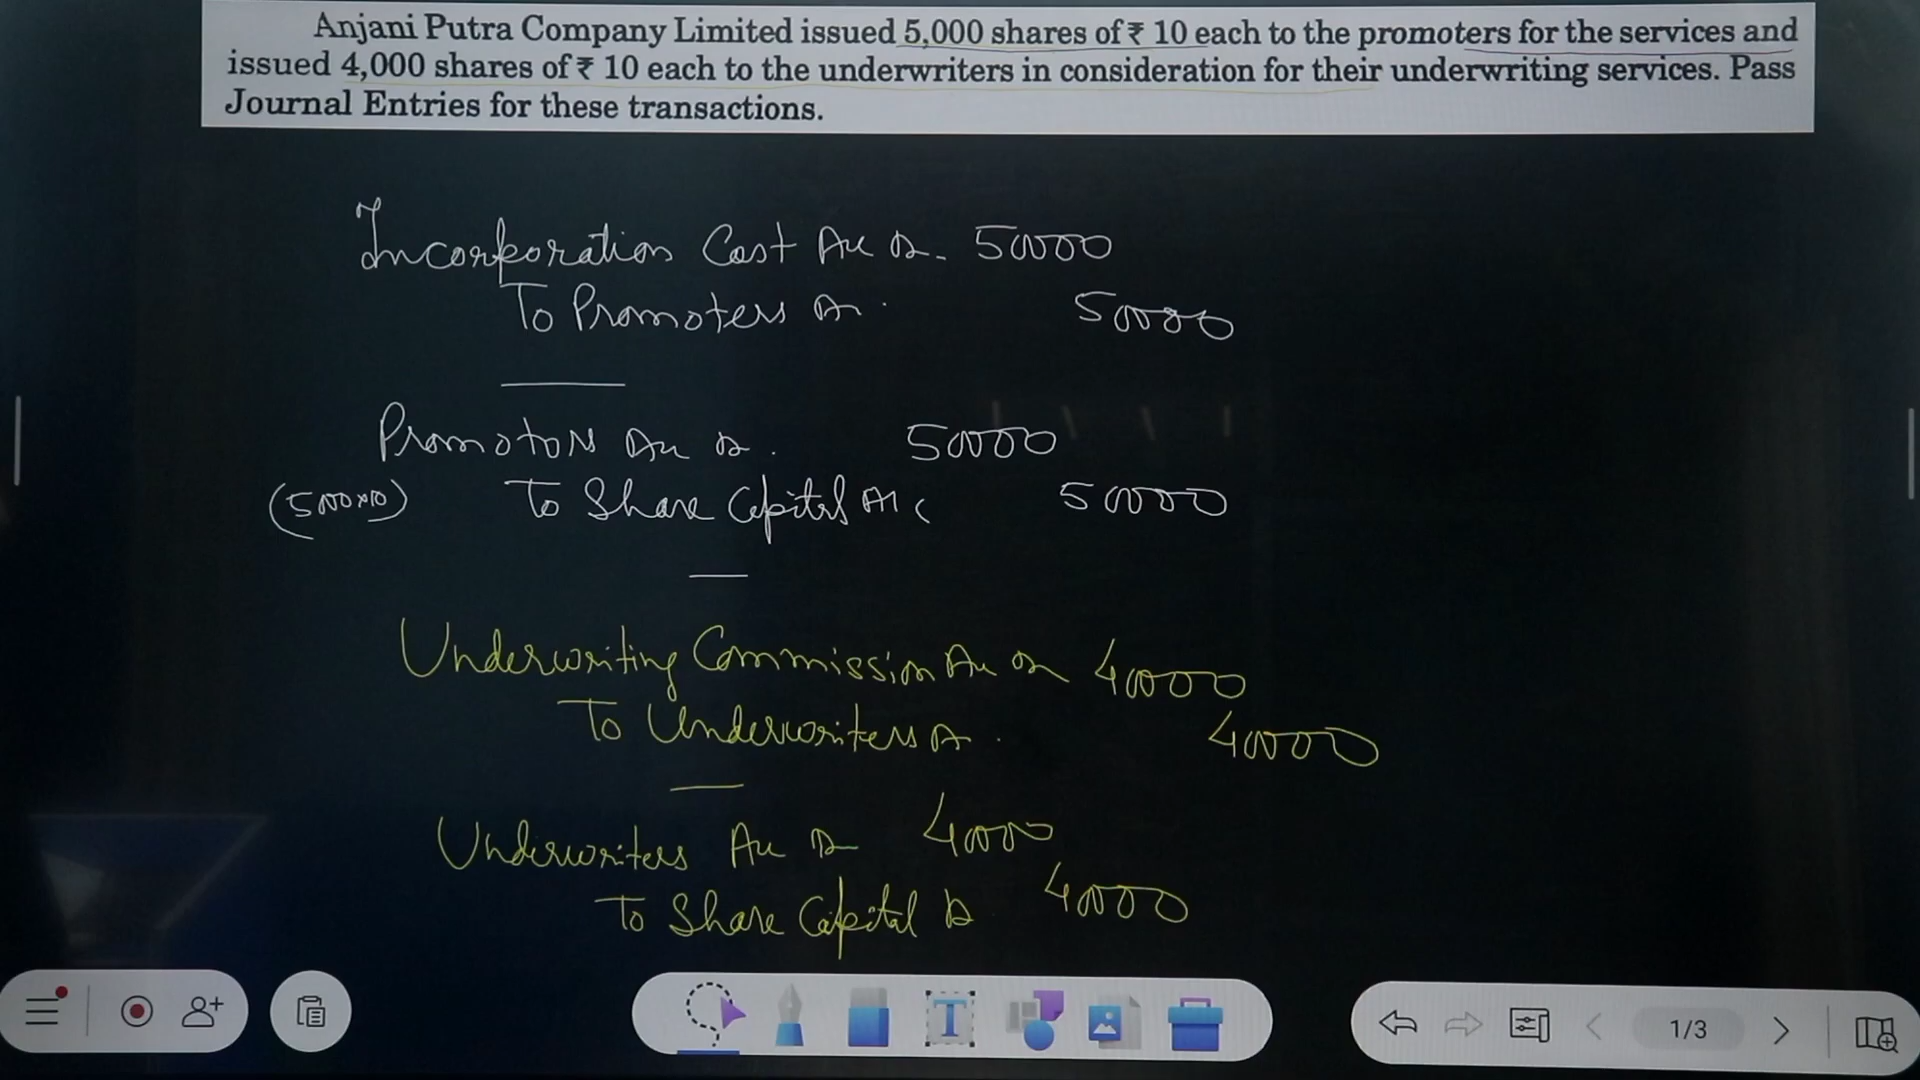 Anjani Putra Company Limited issued 5,000 shares of ₹ 10 each to the promoters for the services and
issued 4,000 shares of ₹ 10 each to the underwriters in consideration for their underwriting services. Pass
Journal Entries for these transactions.
Incorporation Cost A/c Dr. 50000
To Promoters A/c 50000
Promotors A/c Dr. 50000
(5000×10) To Share Capital A/c 50000
Underwriting Commission A/c Dr 40000
To Underwriters A/c 40000
Underwriters A/c Dr 40000
To Share Capital A/c 40000
T
1/3